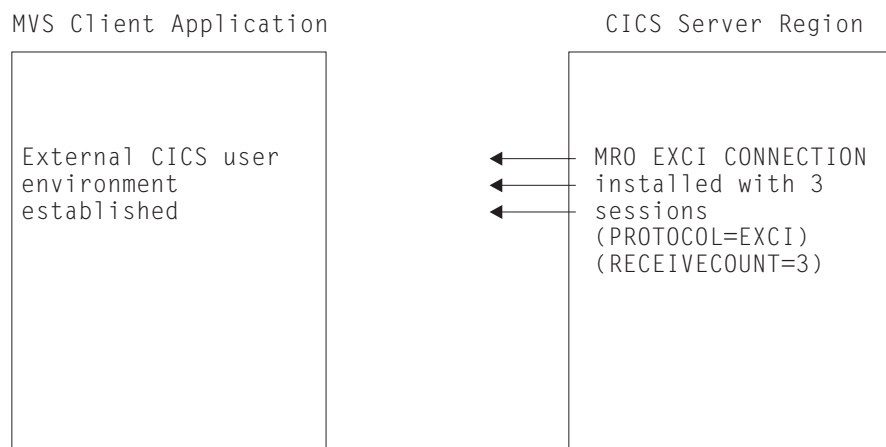 MVS Client Application
CICS Server Region
External CICS user
environment
established
MRO EXCI CONNECTION
installed with 3
sessions
(PROTOCOL=EXCI)
(RECEIVECOUNT=3)